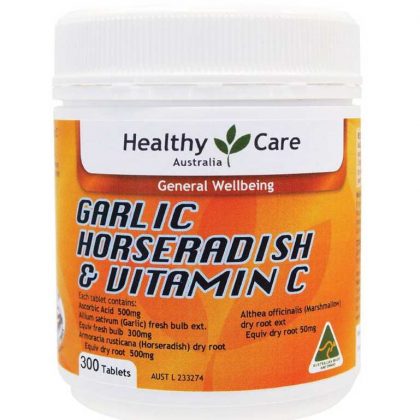 Healthy Care
Australia
General Wellbeing
GARLIC
HORSERADISH
& VITAMIN C
Each tablet contains:
Ascorbic Acid 500mg
Allium sativum (Garlic) fresh bulb ext.
Equiv fresh bulb 300mg
Armoracia rusticana (Horseradish) dry root
Equiv dry root 500mg
Althea officinalis (Marshmallow)
dry root ext
Equiv dry root 50mg
300 Tablets
AUST L 233274